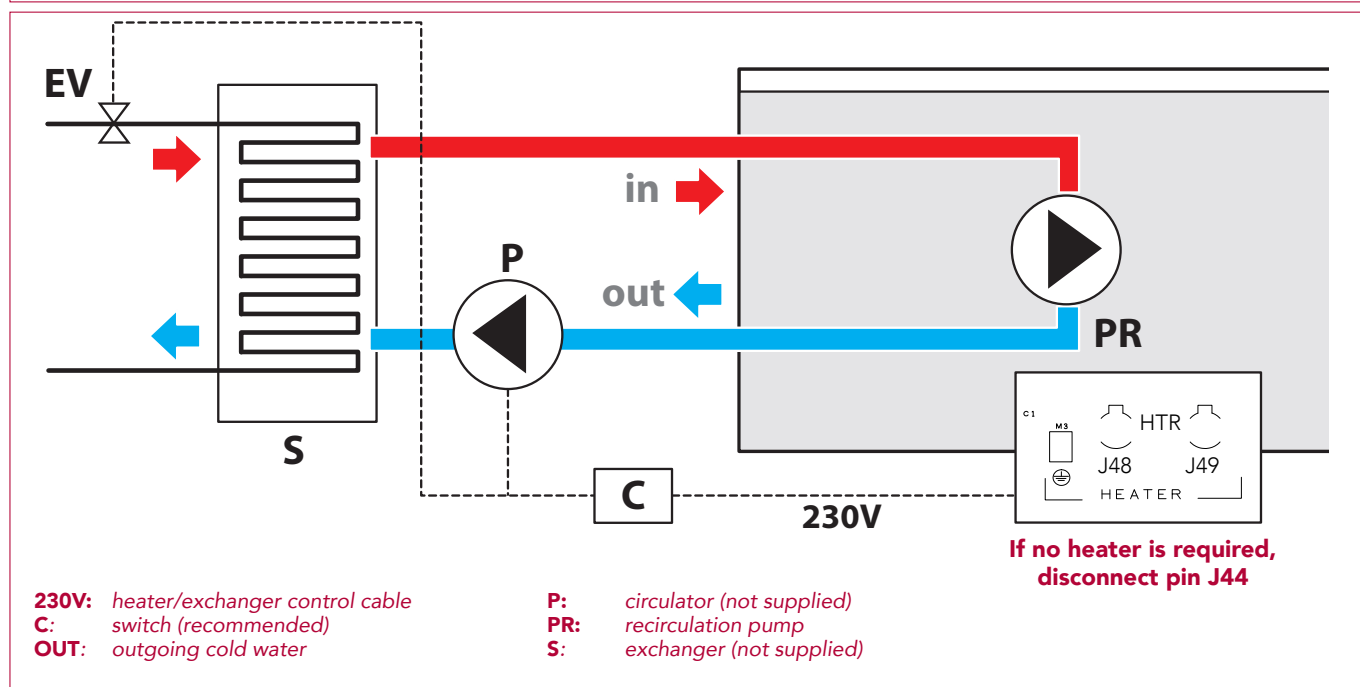 EV
in
P
out
PR
C1
M3
HTR
J48 J49
HEATER
S
C
230V
If no heater is required,
disconnect pin J44
230V: heater/exchanger control cable
C: switch (recommended)
OUT: outgoing cold water
P: circulator (not supplied)
PR: recirculation pump
S: exchanger (not supplied)